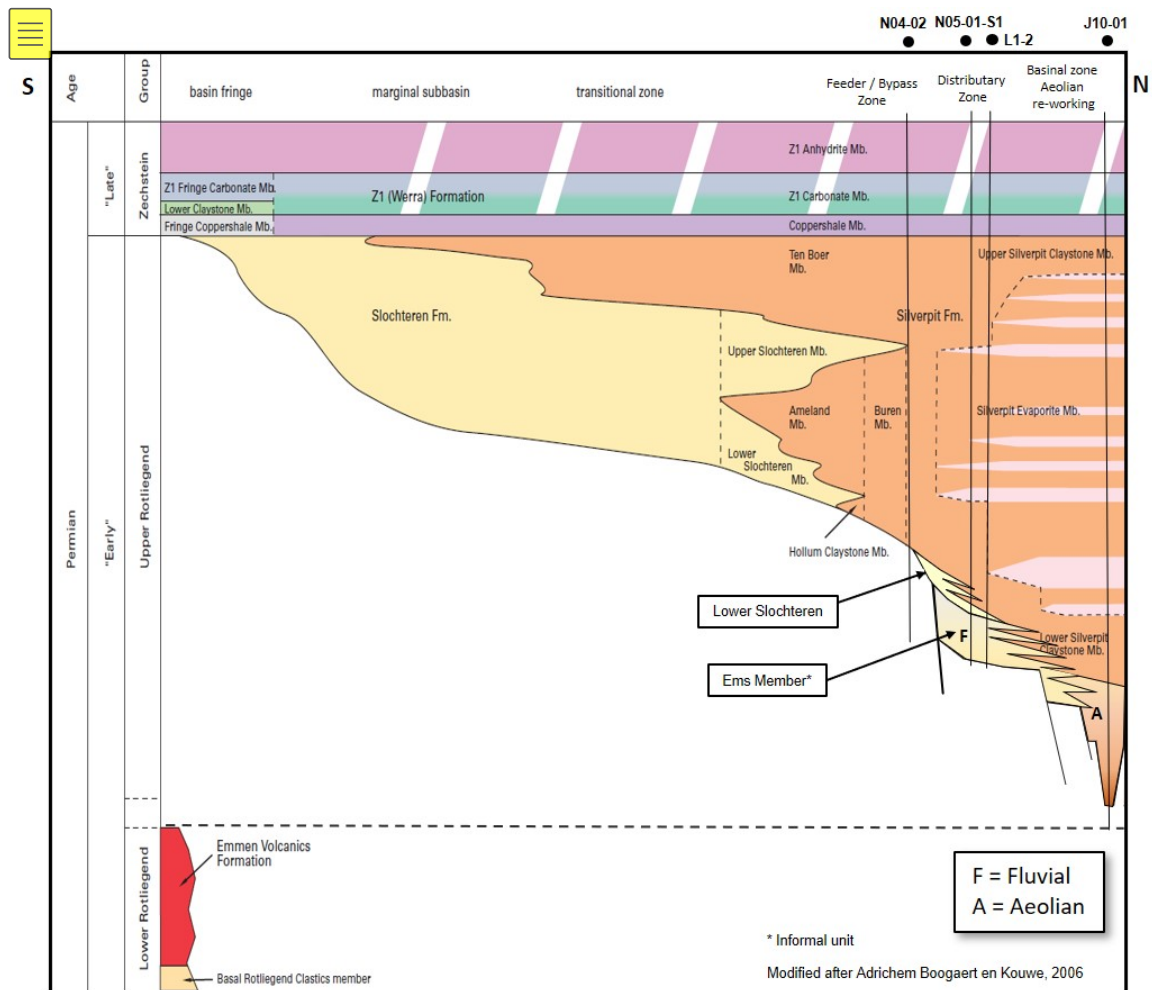 N04-02
N05-01-S1
L1-2
J10-01
S
N
Age
Group
basin fringe
marginal subbasin
transitional zone
Feeder / Bypass
Zone
Distributary
Zone
Basinal zone
Aeolian
re-working
Permian
"Late"
"Early"
Zechstein
Upper Rotliegend
Lower Rotliegend
Z1 Anhydrite Mb.
Z1 Fringe Carbonate Mb.
Lower Claystone Mb.
Fringe Coppershale Mb.
Z1 (Werra) Formation
Z1 Carbonate Mb.
Coppershale Mb.
Ten Boer
Mb.
Upper Silverpit Claystone Mb.
Slochteren Fm.
Silverpit Fm.
Upper Slochteren Mb.
Ameland
Mb.
Buren
Mb.
Silverpit Evaporite Mb.
Lower
Slochteren
Mb.
Hollum Claystone Mb.
Lower Slochteren
Ems Member*
F
Lower Silverpit
Claystone Mb.
A
Emmen Volcanics
Formation
Basal Rotliegend Clastics member
F = Fluvial
A = Aeolian
* Informal unit
Modified after Adrichem Boogaert en Kouwe, 2006